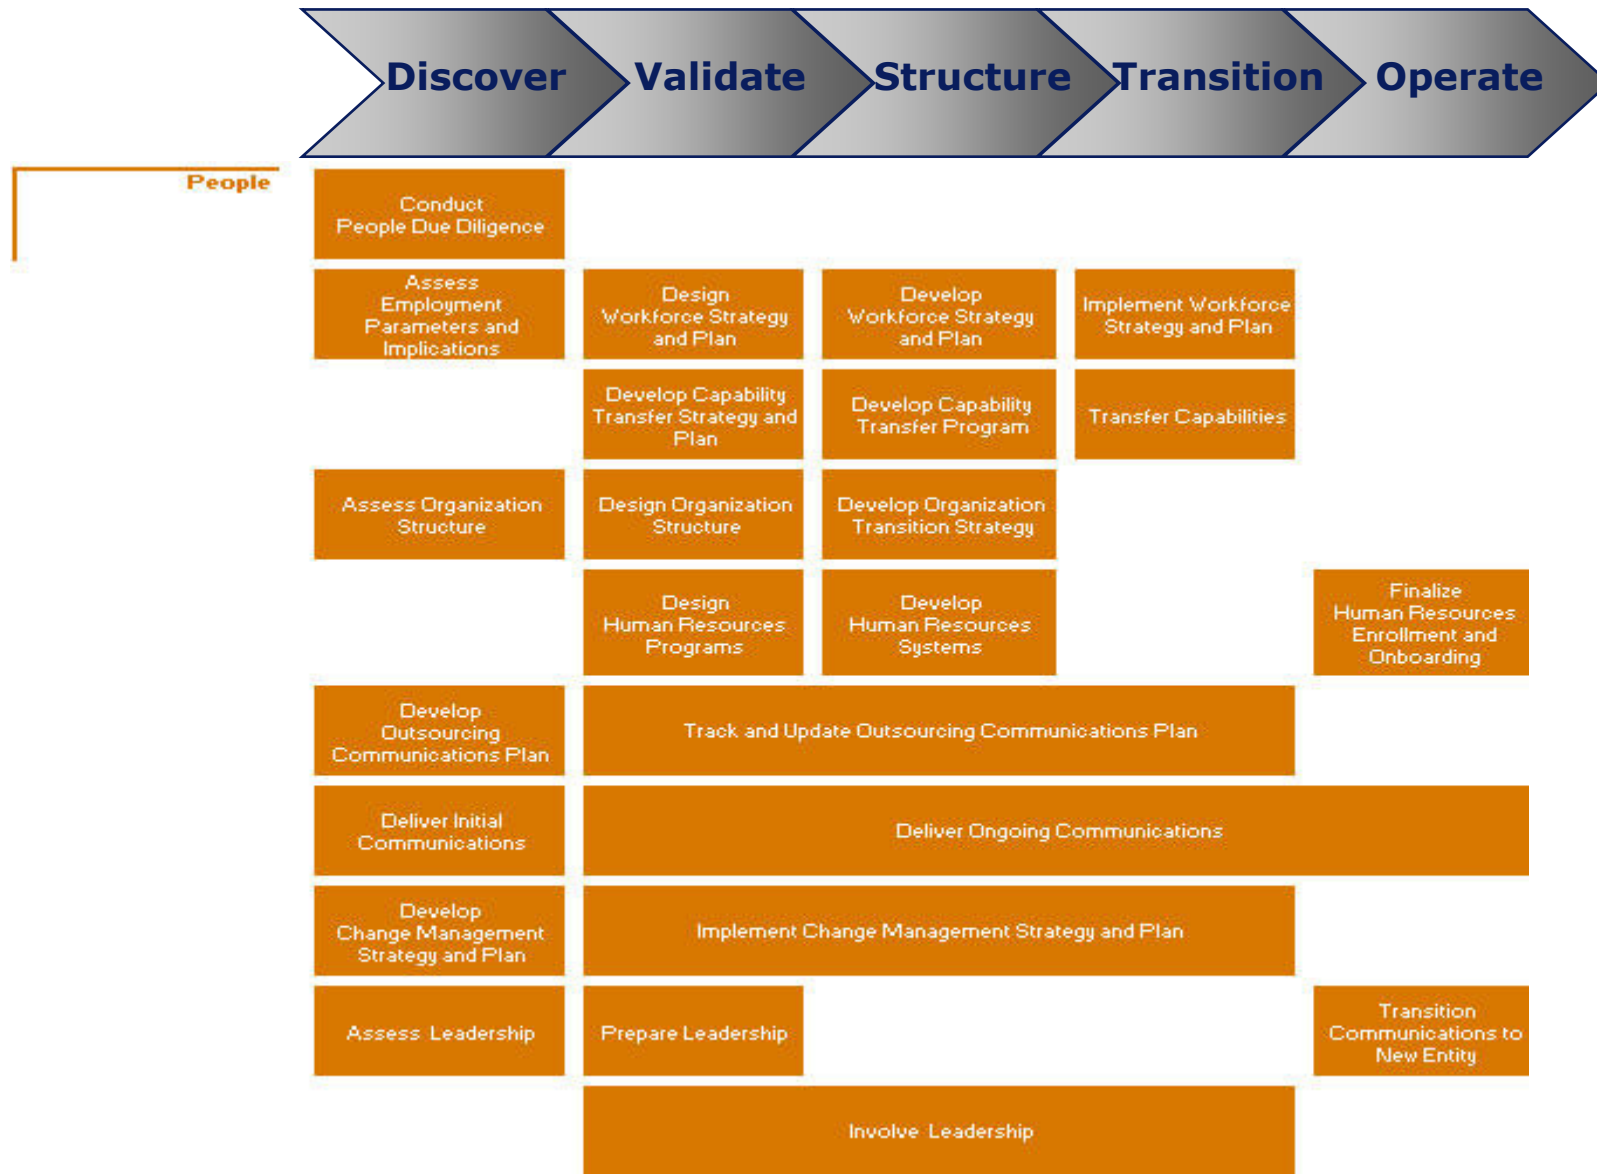 Discover
Validate
Structure
Transition
Operate
People
Conduct
People Due Diligence
Assess
Employment
Parameters and
Implications
Design
Workforce Strategy
and Plan
Develop
Workforce Strategy
and Plan
Implement Workforce
Strategy and Plan
Develop Capability
Transfer Strategy and
Plan
Develop Capability
Transfer Program
Transfer Capabilities
Assess Organization
Structure
Design Organization
Structure
Develop Organization
Transition Strategy
Design
Human Resources
Programs
Develop
Human Resources
Systems
Finalize
Human Resources
Enrollment and
Onboarding
Develop
Outsourcing
Communications Plan
Track and Update Outsourcing Communications Plan
Deliver Initial
Communications
Deliver Ongoing Communications
Develop
Change Management
Strategy and Plan
Implement Change Management Strategy and Plan
Assess Leadership
Prepare Leadership
Transition
Communications to
New Entity
Involve Leadership